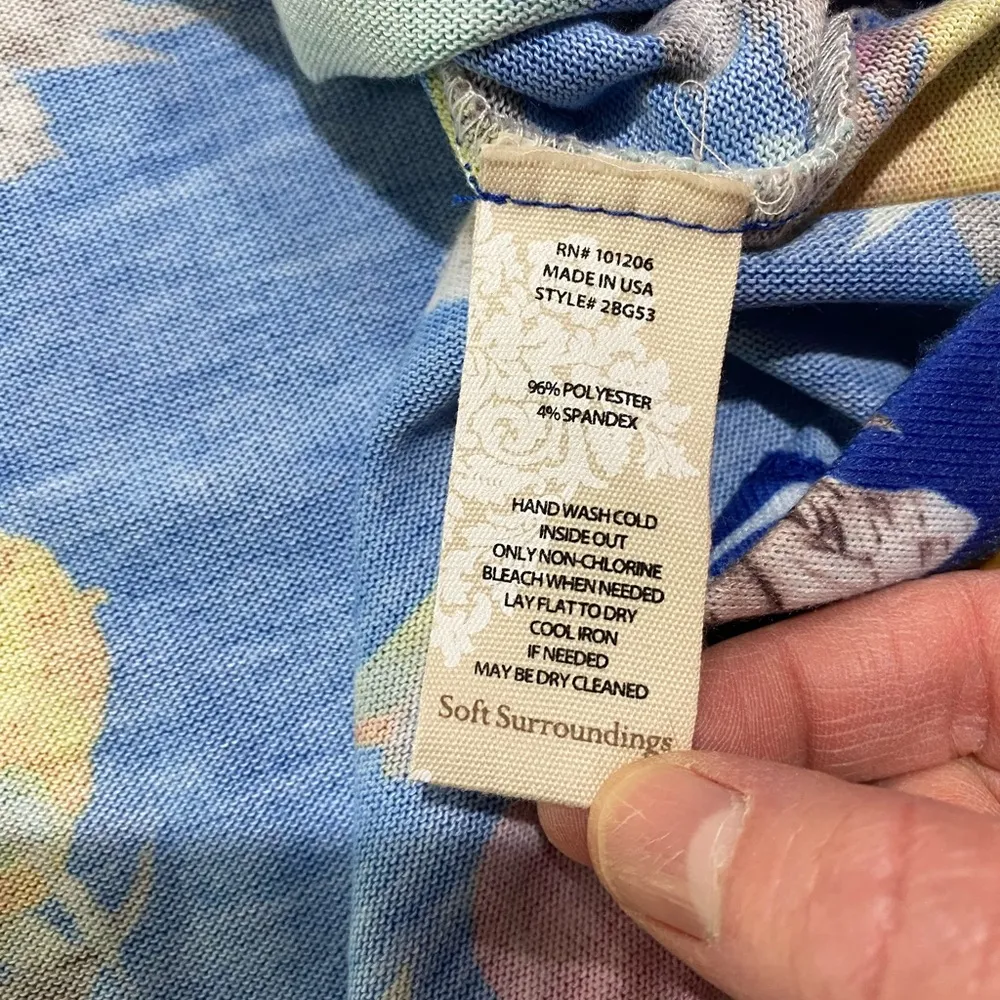 RN# 101206
MADE IN USA
STYLE# 2BG53
96% POLYESTER
4% SPANDEX
HAND WASH COLD
INSIDE OUT
ONLY NON-CHLORINE
BLEACH WHEN NEEDED
LAY FLAT TO DRY
COOL IRON
IF NEEDED
MAY BE DRY CLEANED
Soft Surroundings